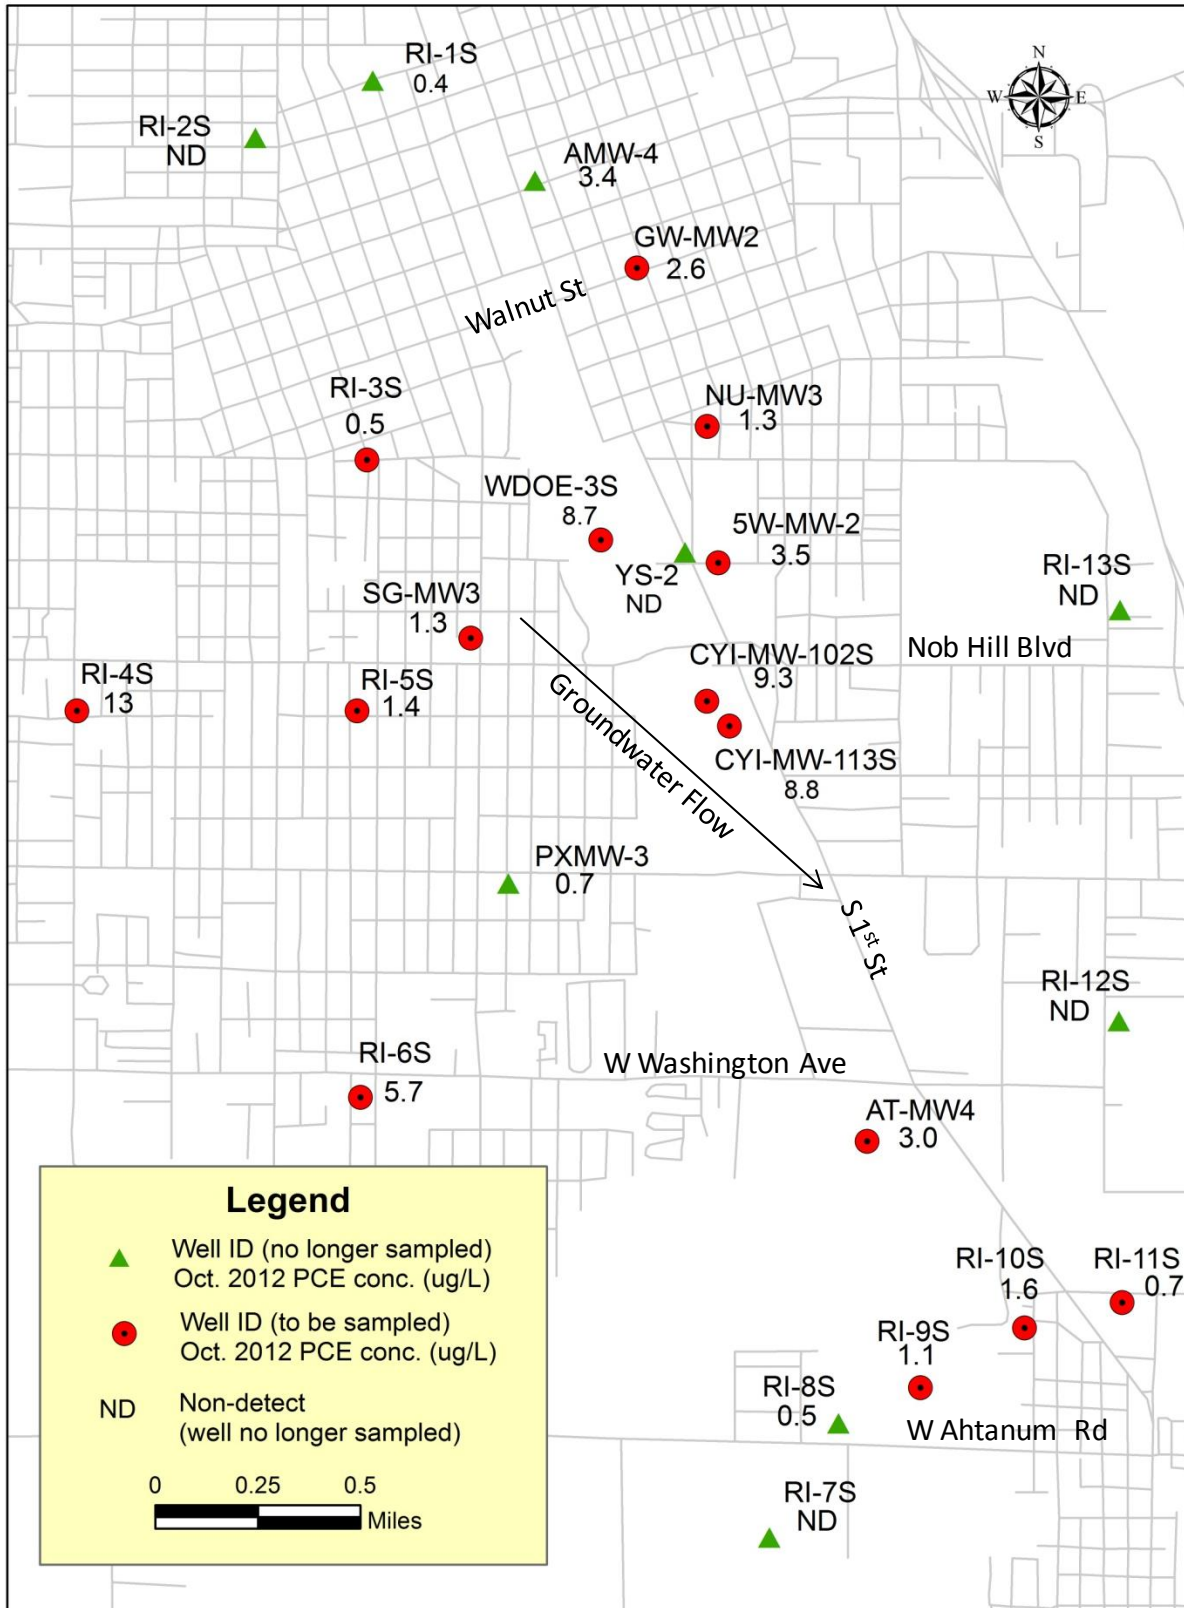 RI-1S
0.4
N
W
E
S
RI-2S
ND
AMW-4
3.4
GW-MW2
2.6
Walnut St
RI-3S
0.5
NU-MW3
1.3
WDOE-3S
8.7
5W-MW-2
3.5
YS-2
ND
RI-13S
ND
SG-MW3
1.3
Nob Hill Blvd
CYI-MW-102S
9.3
RI-4S
13
RI-5S
1.4
Groundwater Flow
CYI-MW-113S
8.8
PXMW-3
0.7
S 1st St
RI-12S
ND
RI-6S
5.7
W Washington Ave
AT-MW4
3.0
RI-10S
1.6
RI-11S
0.7
RI-9S
1.1
RI-8S
0.5
W Ahtanum Rd
RI-7S
ND
Legend
Well ID (no longer sampled)
Oct. 2012 PCE conc. (ug/L)
Well ID (to be sampled)
Oct. 2012 PCE conc. (ug/L)
ND Non-detect
(well no longer sampled)
0 0.25 0.5
Miles